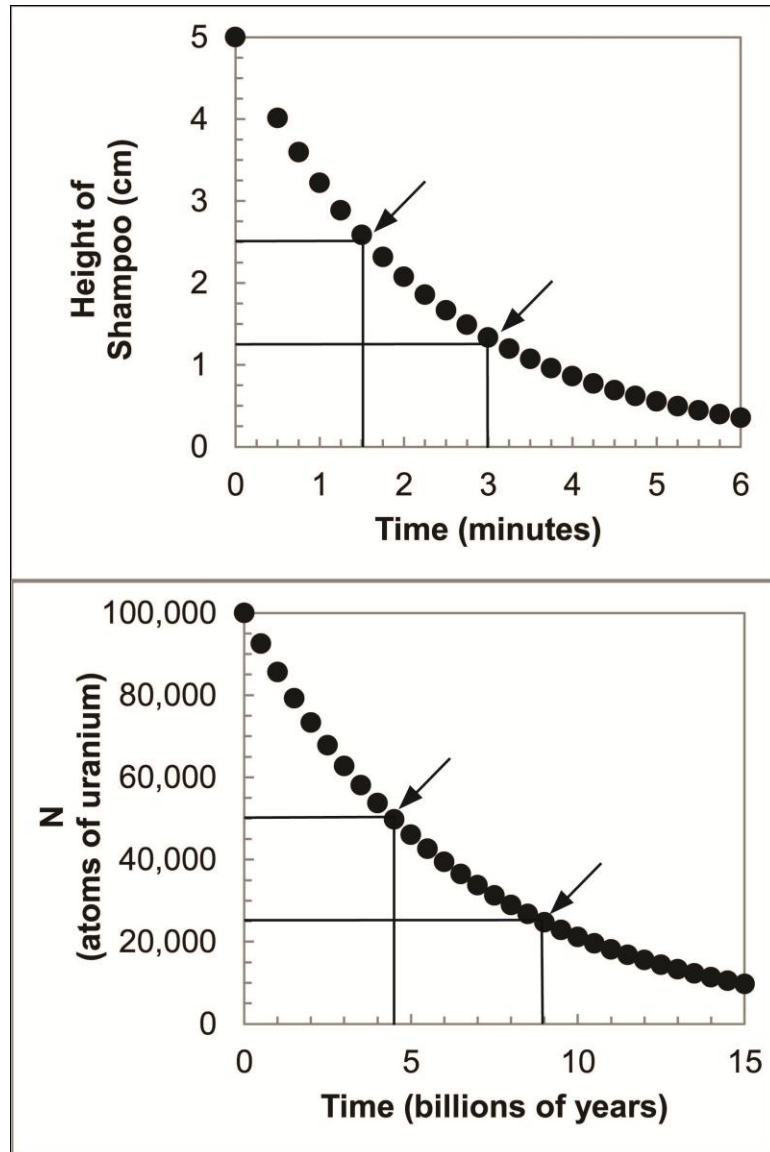 5
4
3
2
1
0
Height of
Shampoo (cm)
0 1 2 3 4 5 6
Time (minutes)
100,000
80,000
60,000
40,000
20,000
0
N
(atoms of uranium)
0 5 10 15
Time (billions of years)